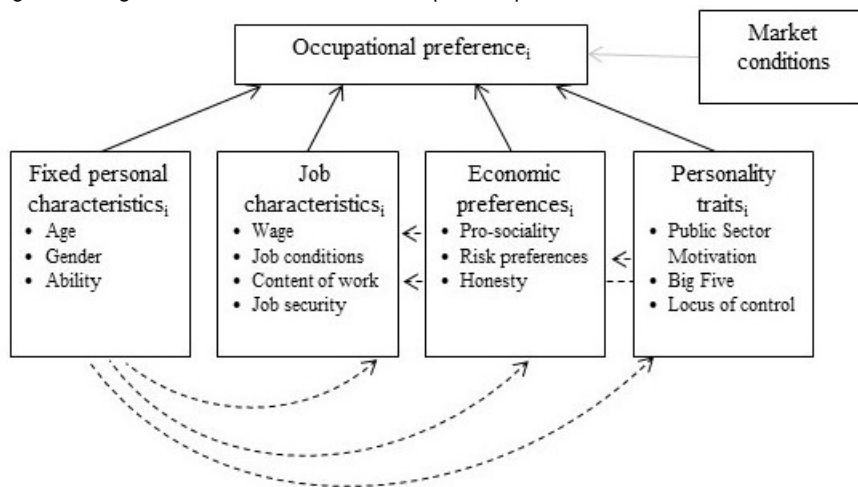 Occupational preferenceᵢ
Market
conditions
Fixed personal
characteristicsᵢ
• Age
• Gender
• Ability
Job
characteristicsᵢ
• Wage
• Job conditions
• Content of work
• Job security
Economic
preferencesᵢ
• Pro-sociality
• Risk preferences
• Honesty
Personality
traitsᵢ
• Public Sector
Motivation
• Big Five
• Locus of control